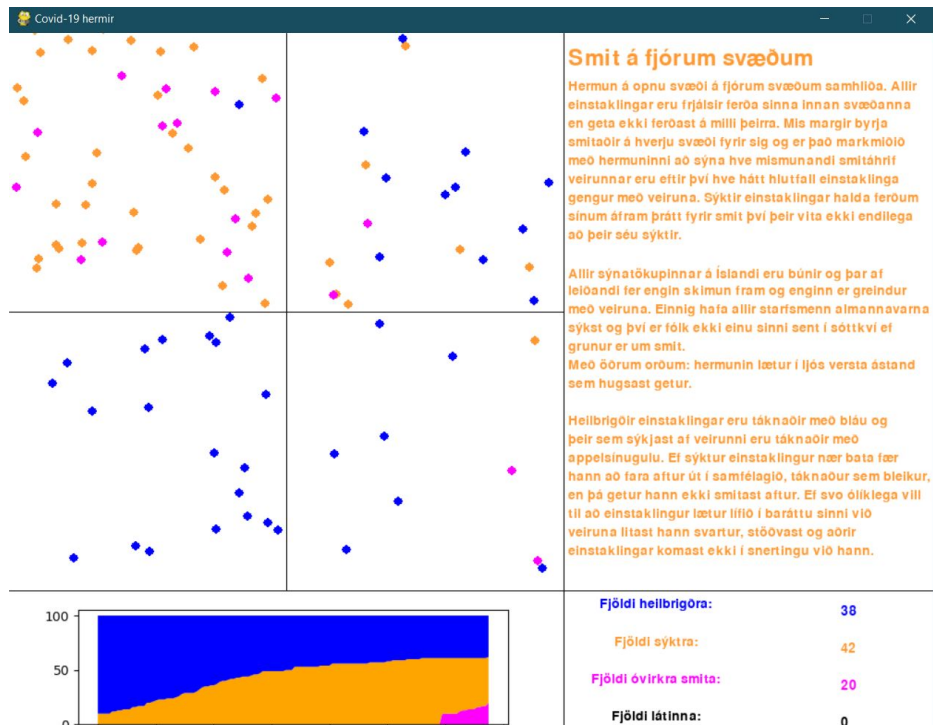 Covid-19 hermir
Smit á fjórum svæðum
Hermun á opnu svæði á fjórum svæðum samhliða. Allir
einstaklingar eru frjálsir ferða sinna innan svæðanna
en geta ekki ferðast á milli þeirra. Mis margir byrja
smitaðir á hverju svæði fyrir sig og er það markmiðið
með hermuninni að sýna hve mismunandi smitáhrif
veirunnar eru eftir því hve hátt hlutfall einstaklinga
gengur með veiruna. Sýktir einstaklingar halda ferðum
sínum áfram þrátt fyrir smit því þeir vita ekki endilega
að þeir séu sýktir.
Allir sýnatökupinnar á Íslandi eru búnir og þar af
leiðandi fer engin skimun fram og enginn er greindur
með veiruna. Einnig hafa allir starfsmenn almannavarna
sýkst og því er fólk ekki einu sinni sent í sóttkví ef
grunur er um smit.
Með öðrum orðum: hermunin lætur í ljós versta ástand
sem hugsast getur.
Heilbrigðir einstaklingar eru táknaðir með bláu og
þeir sem sýkjast af veirunni eru táknaðir með
appelsínugulu. Ef sýktur einstaklingur nær bata fær
hann að fara aftur út í samfélagið, táknaður sem bleikur,
en þá getur hann ekki smitast aftur. Ef svo ólíklega vill
til að einstaklingur lætur lífið í baráttu sinni við
veiruna litast hann svartur, stöðvast og aðrir
einstaklingar komast ekki í snertingu við hann.
100
50
0
Fjöldi heilbrigðra: 38
Fjöldi sýktra: 42
Fjöldi óvirkra smita: 20
Fjöldi látinna: 0